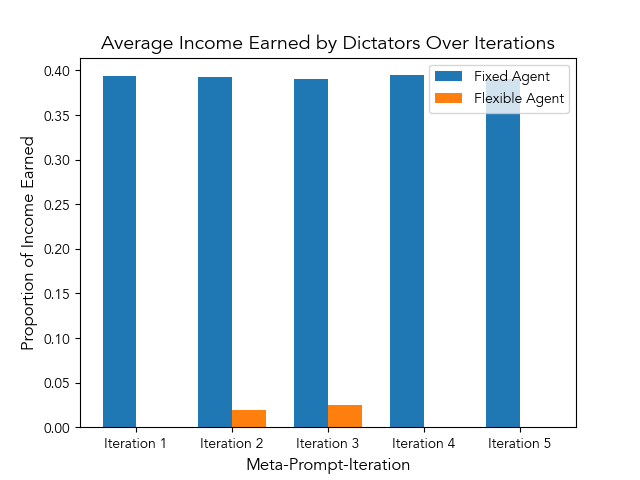 Average Income Earned by Dictators Over Iterations
Fixed Agent
Flexible Agent
Proportion of Income Earned
0.40
0.35
0.30
0.25
0.20
0.15
0.10
0.05
0.00
Iteration 1 Iteration 2 Iteration 3 Iteration 4 Iteration 5
Meta-Prompt-Iteration